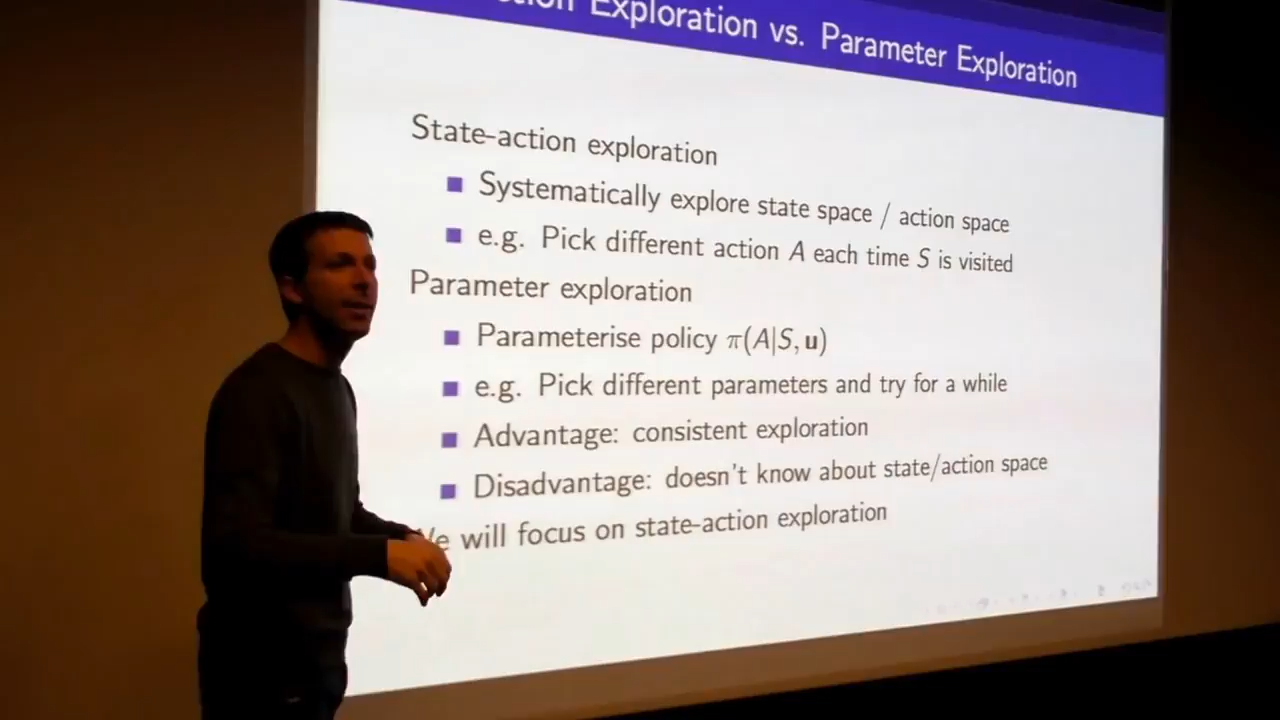 Exploration vs. Parameter Exploration
State-action exploration
Systematically explore state space / action space
e.g. Pick different action A each time S is visited
Parameter exploration
Parameterise policy π(A|S, u)
e.g. Pick different parameters and try for a while
Advantage: consistent exploration
Disadvantage: doesn't know about state/action space
We will focus on state-action exploration